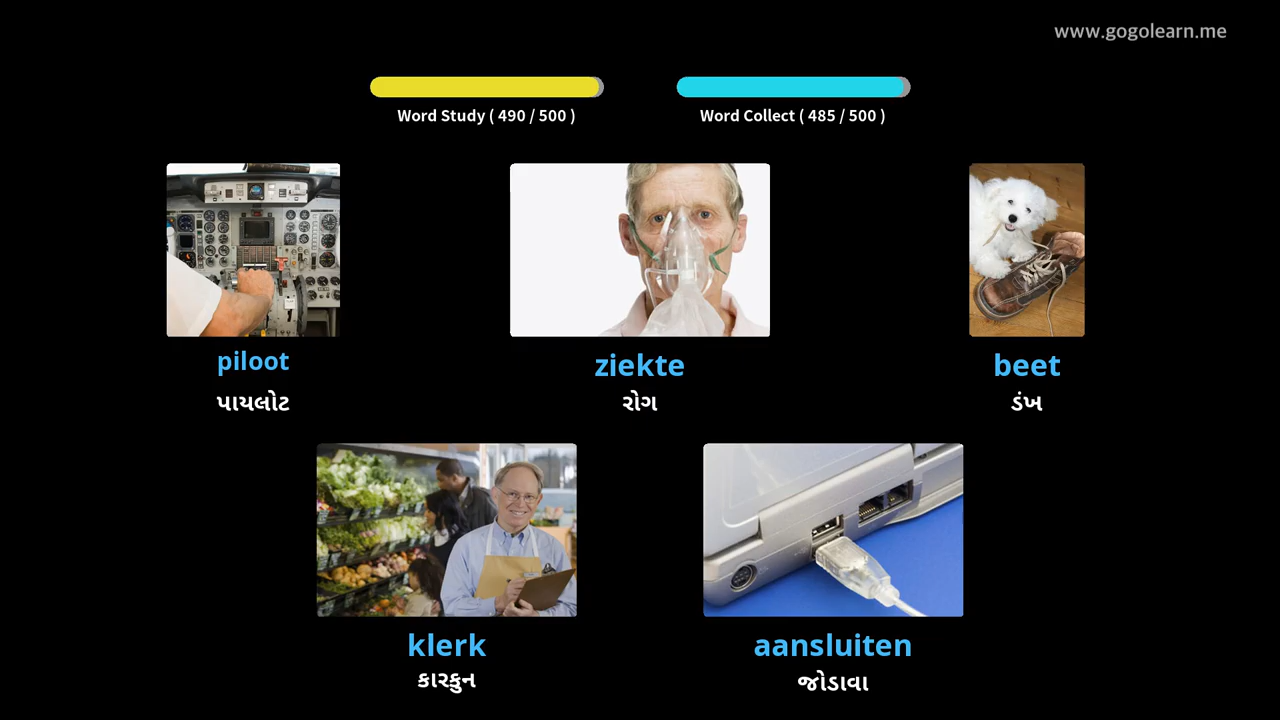 www.gogolearn.me
Word Study ( 490 / 500 )
Word Collect ( 485 / 500 )
piloot
પાયલોટ
ziekte
રોગ
beet
ડંખ
klerk
કારકુન
aansluiten
જોડાવા